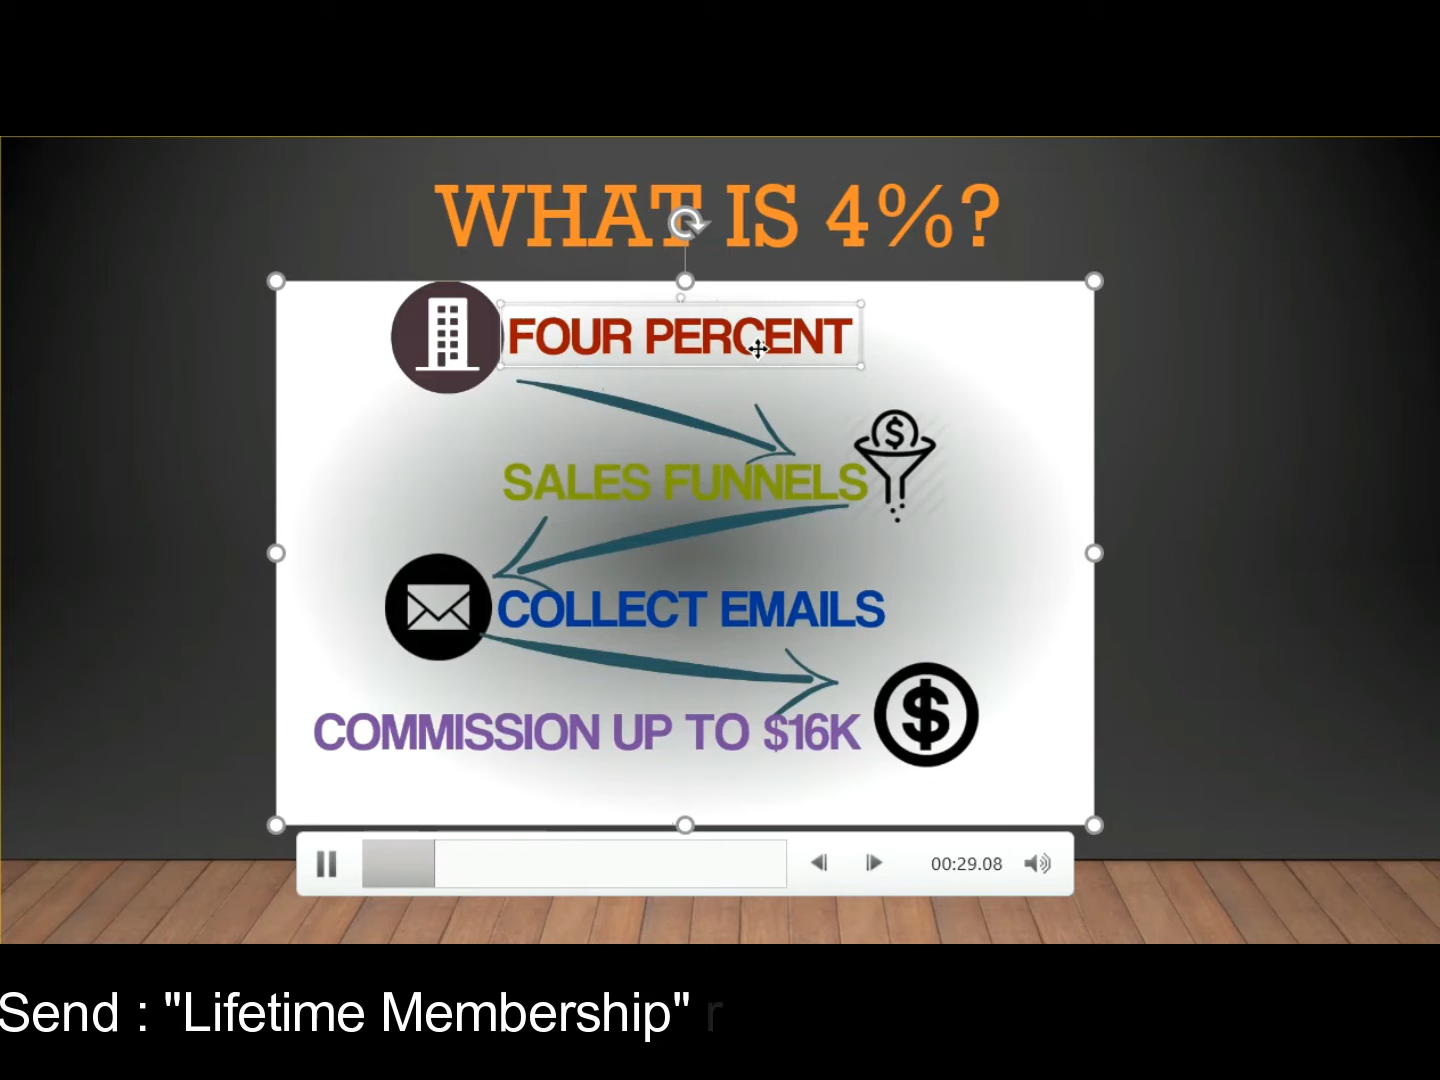 WHAT IS 4%?
FOUR PERCENT
$
SALES FUNNELS
COLLECT EMAILS
COMMISSION UP TO $16K
$
00:29.08
Send : "Lifetime Membership" r